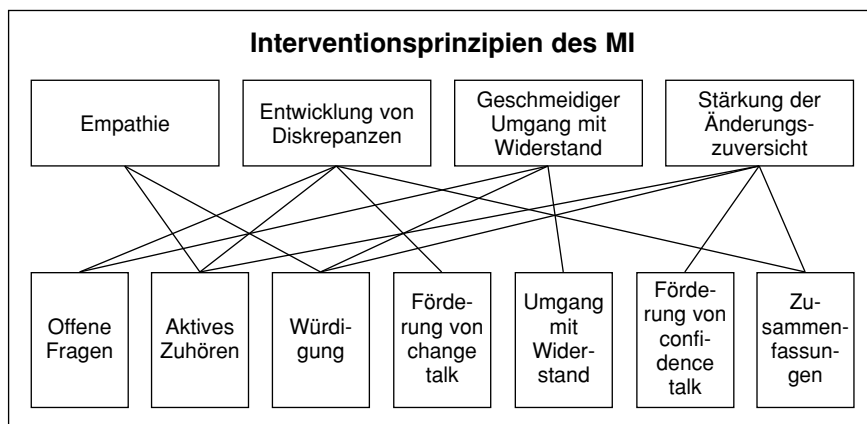 Interventionsprinzipien des MI
Empathie
Entwicklung von
Diskrepanzen
Geschmeidiger
Umgang mit
Widerstand
Stärkung der
Änderungs-
zuversicht
Offene
Fragen
Aktives
Zuhören
Würdi-
gung
Förde-
rung von
change
talk
Umgang
mit
Wider-
stand
Förde-
rung von
confi-
dence
talk
Zu-
sammen-
fassun-
gen